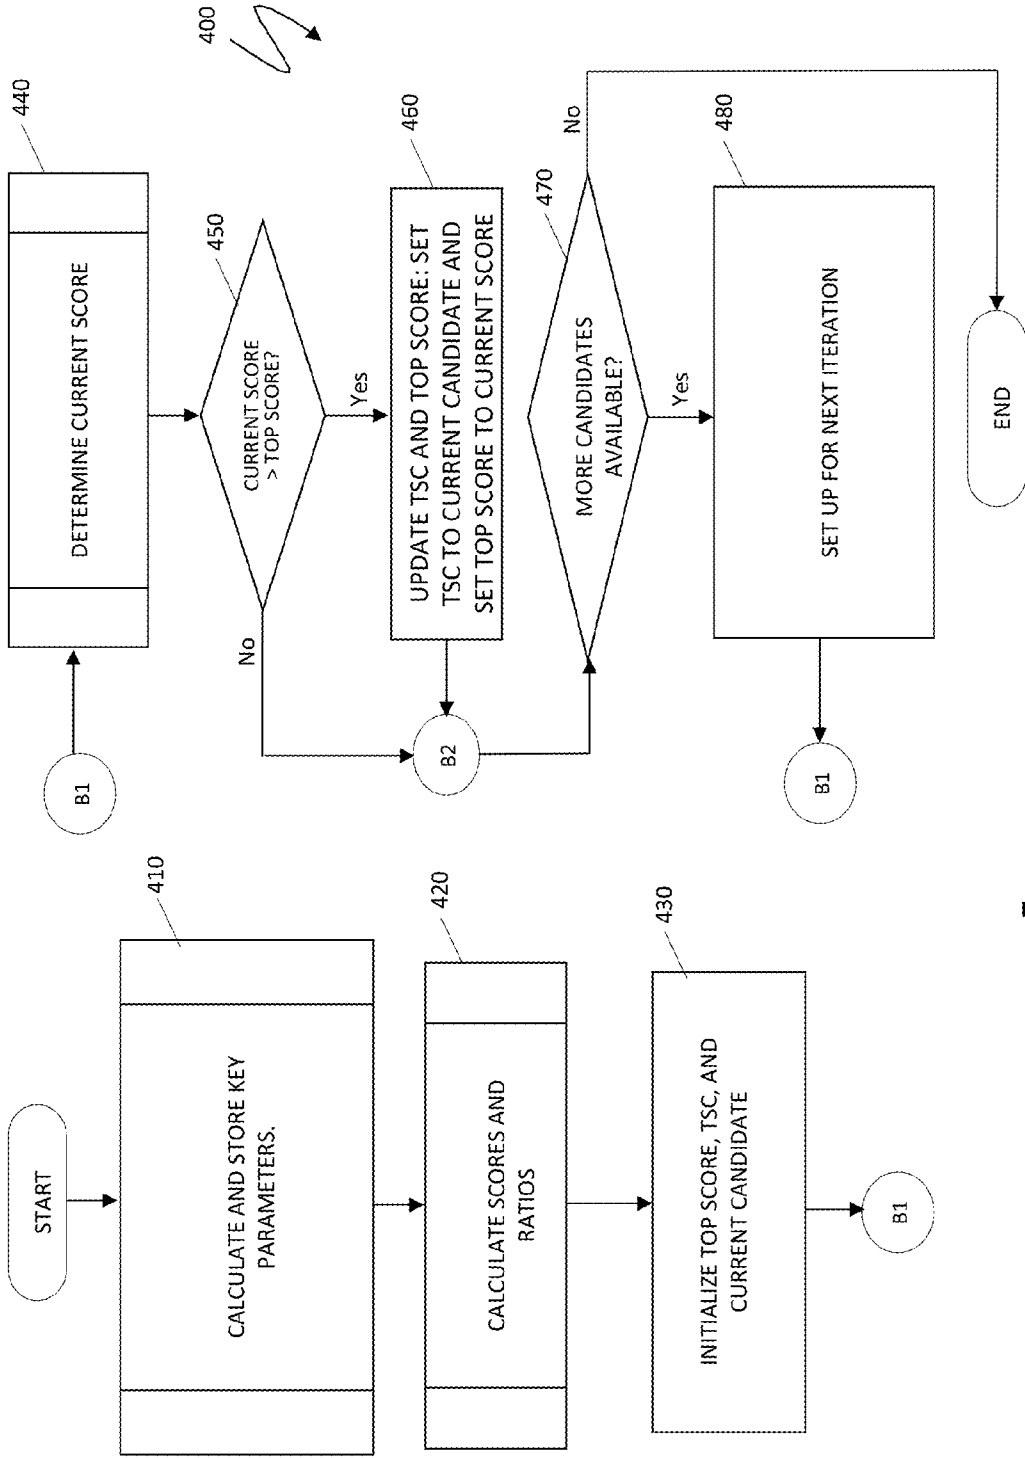 400
START
CALCULATE AND STORE KEY
PARAMETERS.
410
CALCULATE SCORES AND
RATIOS
420
INITIALIZE TOP SCORE, TSC, AND
CURRENT CANDIDATE
430
B1
B1
DETERMINE CURRENT SCORE
440
CURRENT SCORE
> TOP SCORE?
450
No
Yes
UPDATE TSC AND TOP SCORE: SET
TSC TO CURRENT CANDIDATE AND
SET TOP SCORE TO CURRENT SCORE
460
B2
MORE CANDIDATES
AVAILABLE?
470
No
Yes
SET UP FOR NEXT ITERATION
480
B1
END